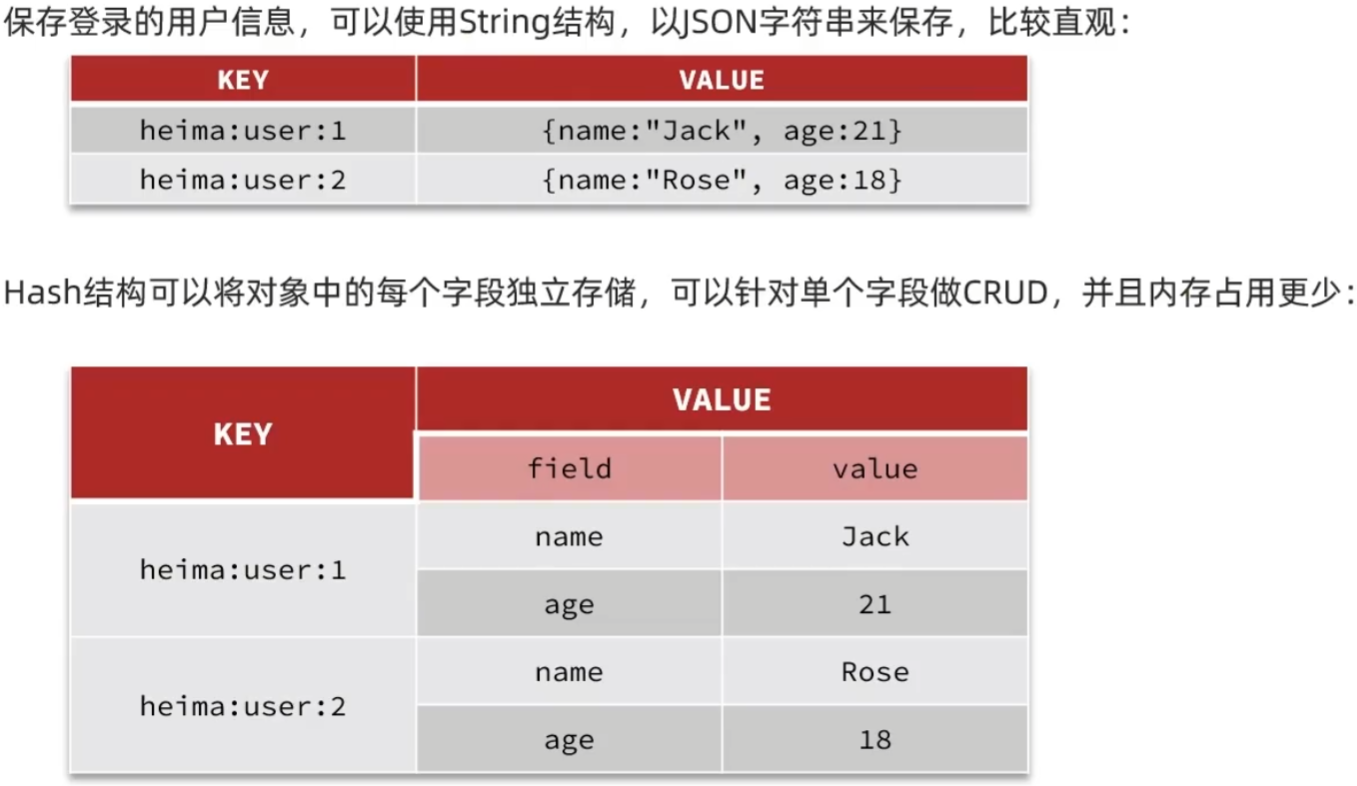 保存登录的用户信息，可以使用String结构，以JSON字符串来保存，比较直观：
KEY VALUE
heima:user:1 {name:"Jack", age:21}
heima:user:2 {name:"Rose", age:18}
Hash结构可以将对象中的每个字段独立存储，可以针对单个字段做CRUD，并且内存占用更少：
KEY VALUE
field value
heima:user:1 name Jack
age 21
heima:user:2 name Rose
age 18